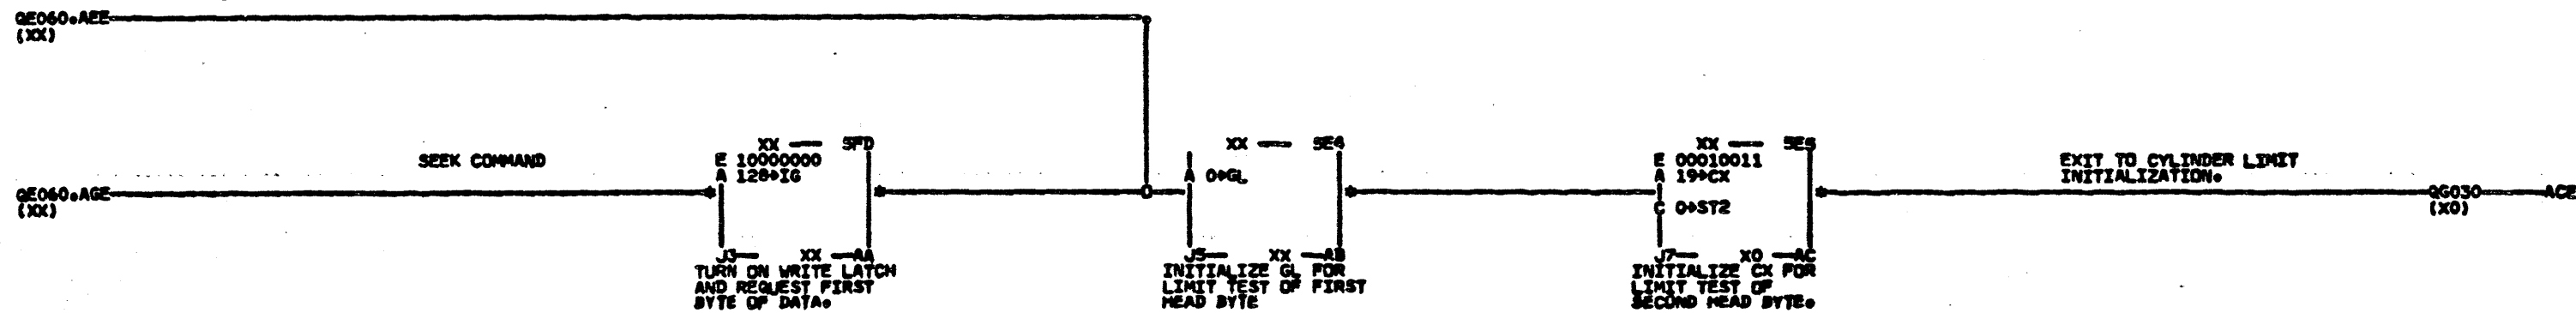 QE060.AEE
(XX)
SEEK COMMAND
QE060.AGE
(XX)
XX — 5FD
E 10000000
A 128→IG
J3— XX —AA
TURN ON WRITE LATCH
AND REQUEST FIRST
BYTE OF DATA.
XX — 5E4
A 0→GL
J5— XX —AB
INITIALIZE GL FOR
LIMIT TEST OF FIRST
HEAD BYTE
XX — 5E5
E 00010011
A 19→CX
C 0→ST2
J7— X0 —AC
INITIALIZE CX FOR
LIMIT TEST OF
SECOND HEAD BYTE.
EXIT TO CYLINDER LIMIT
INITIALIZATION.
QG030 ACE
(X0)